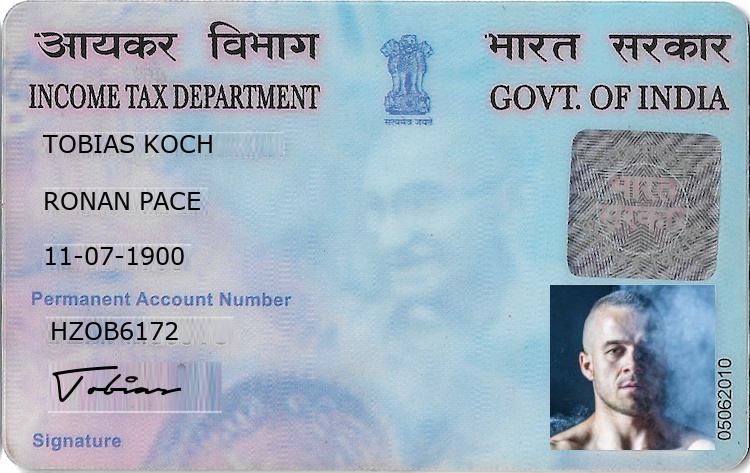 आयकर विभाग
भारत सरकार
INCOME TAX DEPARTMENT
GOVT. OF INDIA
सत्यमेव जयते
TOBIAS KOCH
भारत
सरकार
RONAN PACE
11-07-1900
Permanent Account Number
HZOB6172
Tobias
Signature
05062010